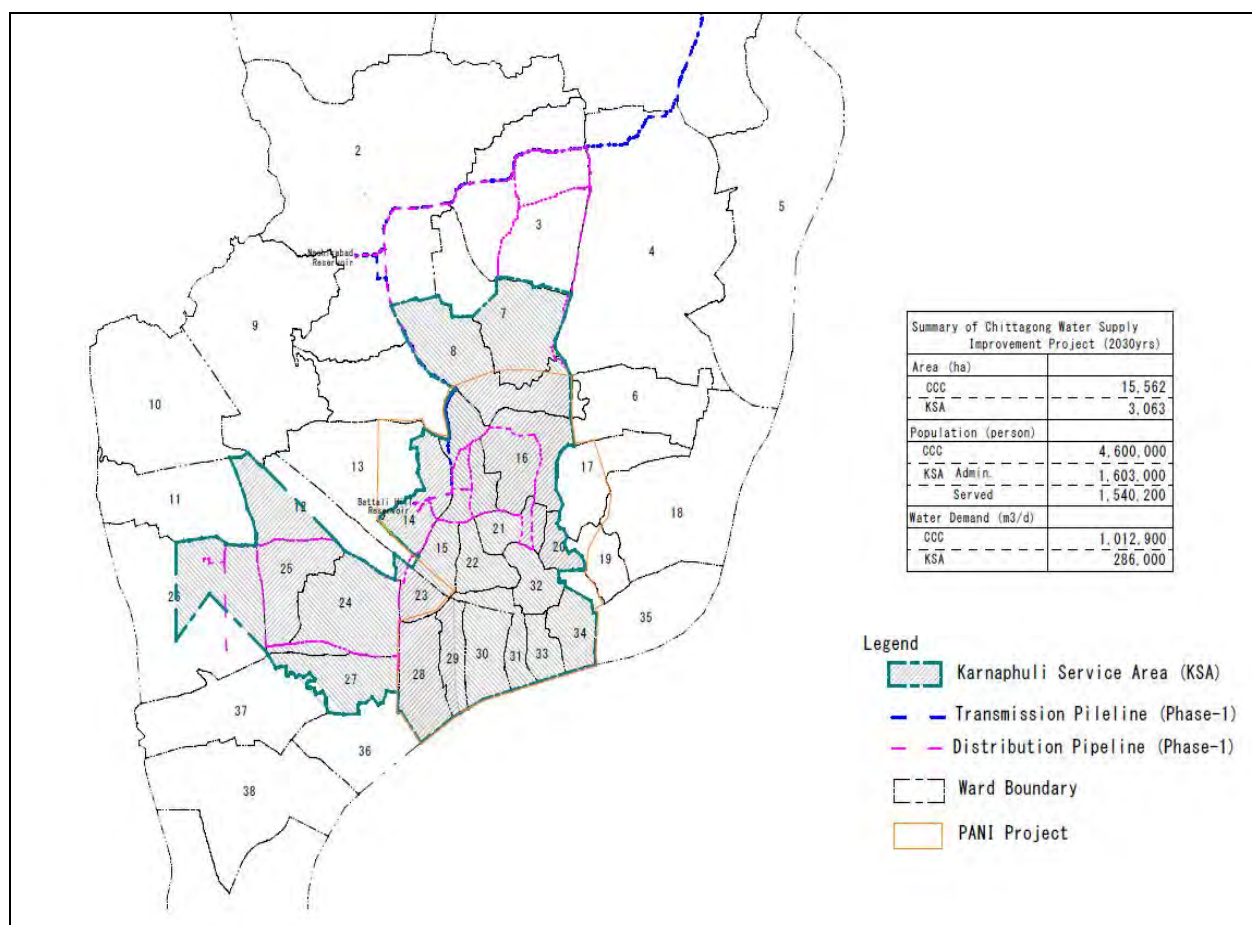 2
5
3
4
Nashirabad
Reservoir
7
9
8
10
6
16
13
17
11
Battali Hill
Reservoir
18
12
14
21
15
20
22
19
25
32
26
24
23
35
34
28
29
30
31
33
27
37
36
38
Summary of Chittagong Water Supply
Improvement Project (2030yrs)
Area (ha)
CCC 15,562
KSA 3,063
Population (person)
CCC 4,600,000
KSA Admin. 1,603,000
Served 1,540,200
Water Demand (m3/d)
CCC 1,012,900
KSA 286,000
Legend
Karnaphuli Service Area (KSA)
Transmission Pileline (Phase-1)
Distribution Pipeline (Phase-1)
Ward Boundary
PANI Project